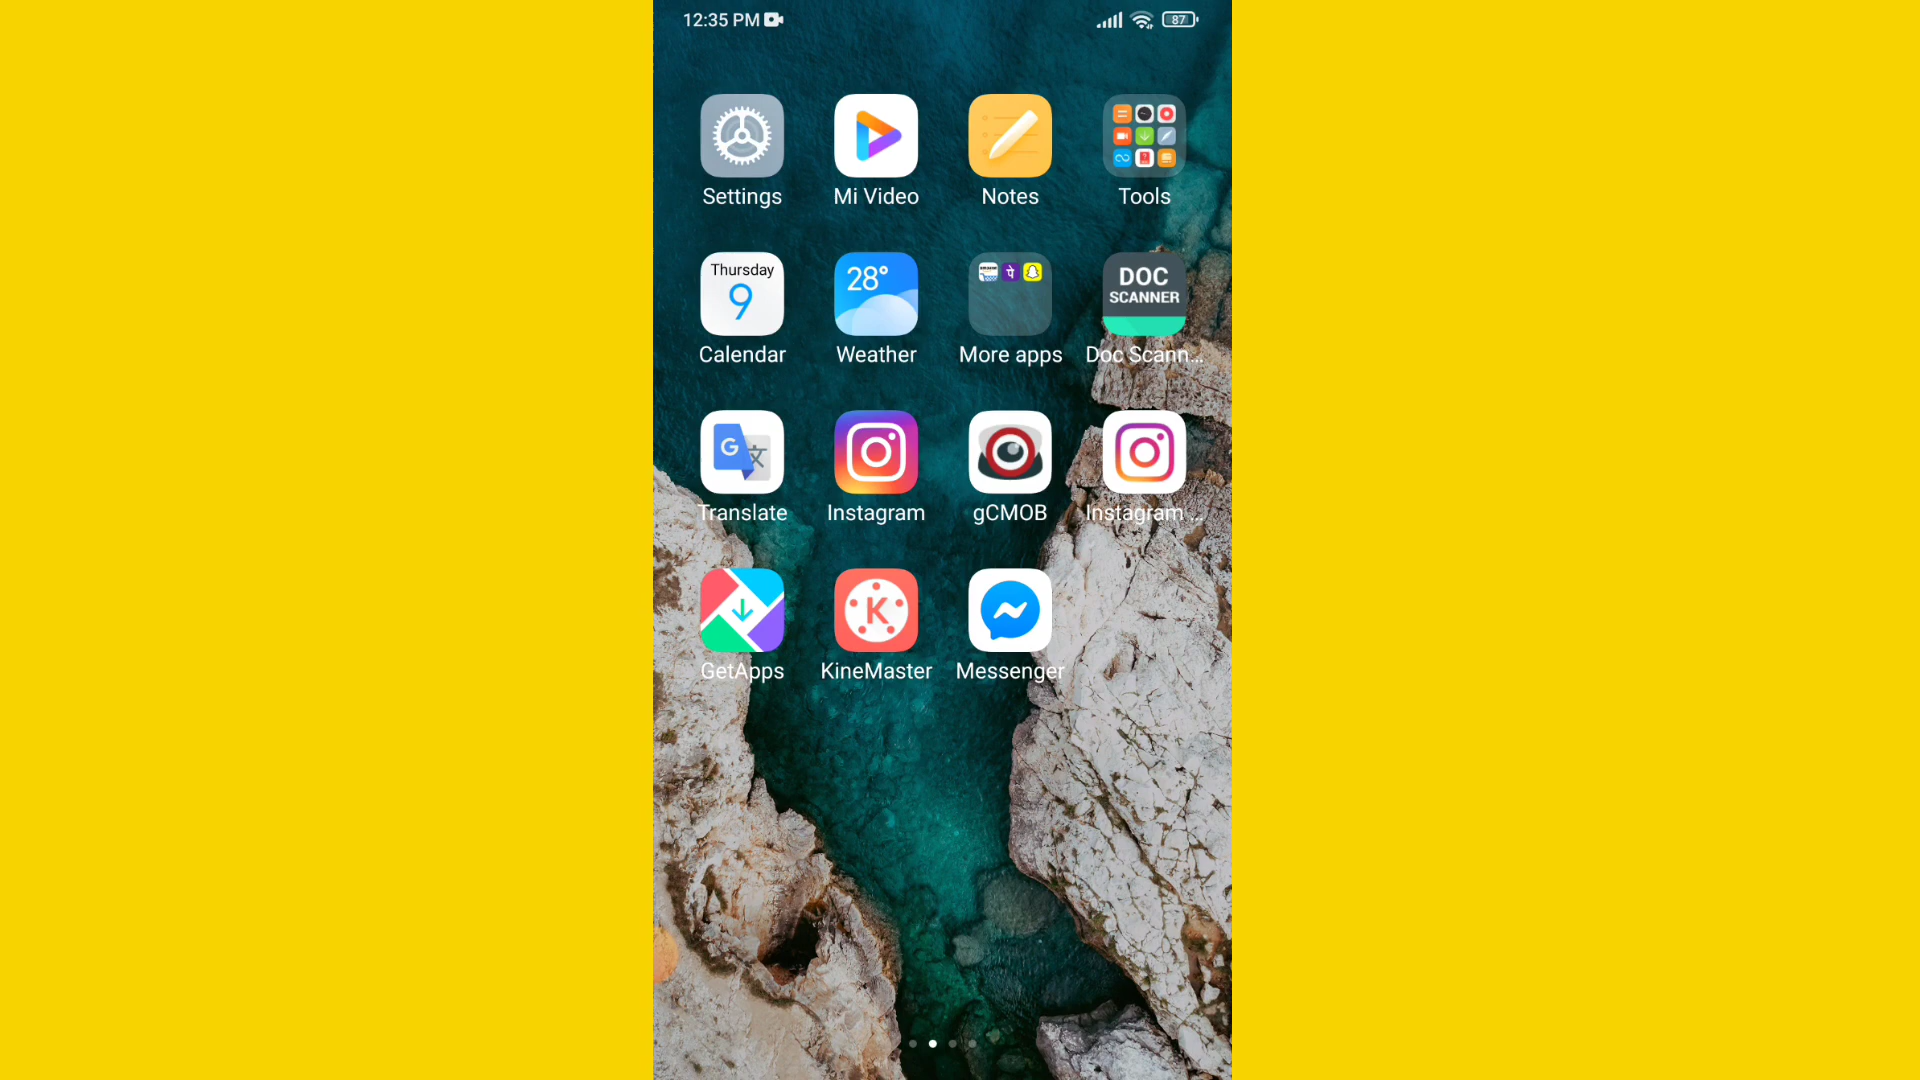 12:35 PM
87
Settings
Mi Video
Notes
Tools
Thursday
9
28°
DOC
SCANNER
Calendar
Weather
More apps
Doc Scann...
G
文
Translate
Instagram
gCMOB
Instagram ...
K
GetApps
KineMaster
Messenger